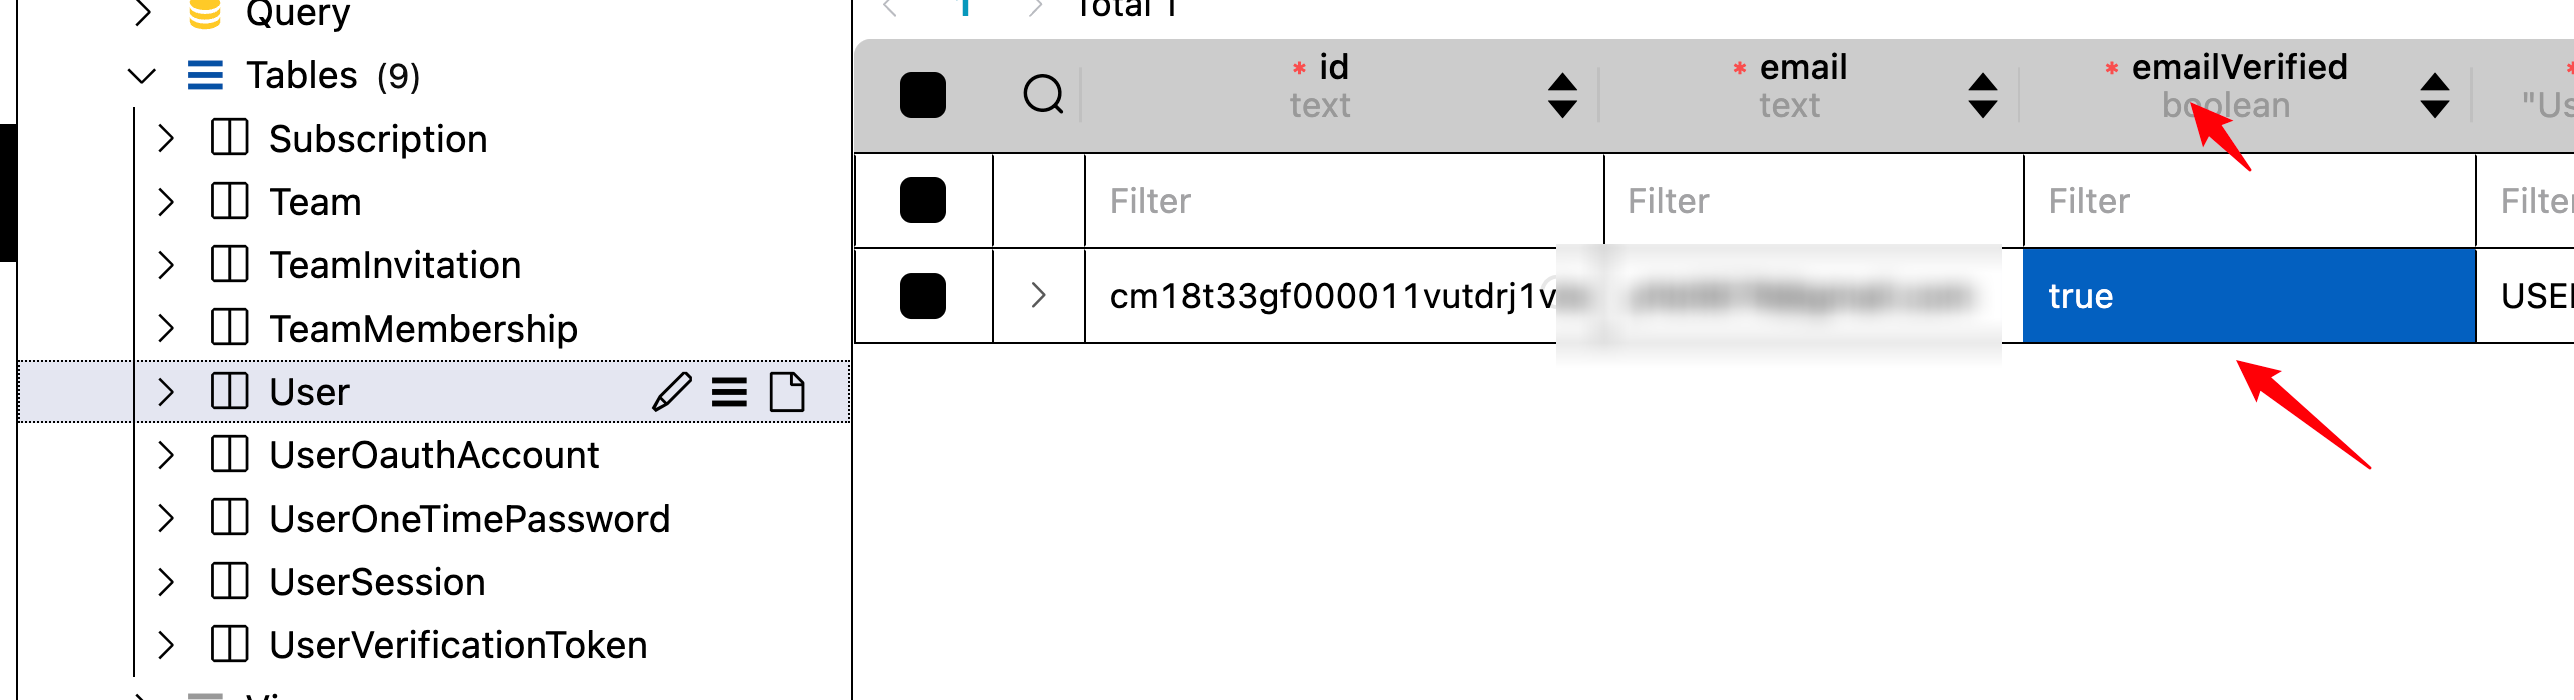 Query
Tables (9)
Subscription
Team
TeamInvitation
TeamMembership
User
UserOauthAccount
UserOneTimePassword
UserSession
UserVerificationToken
1 Total 1
* id
text
* email
text
* emailVerified
boolean
"Us
Filter
Filter
Filter
Filte
cm18t33gf000011vutdrj1v
true
USE